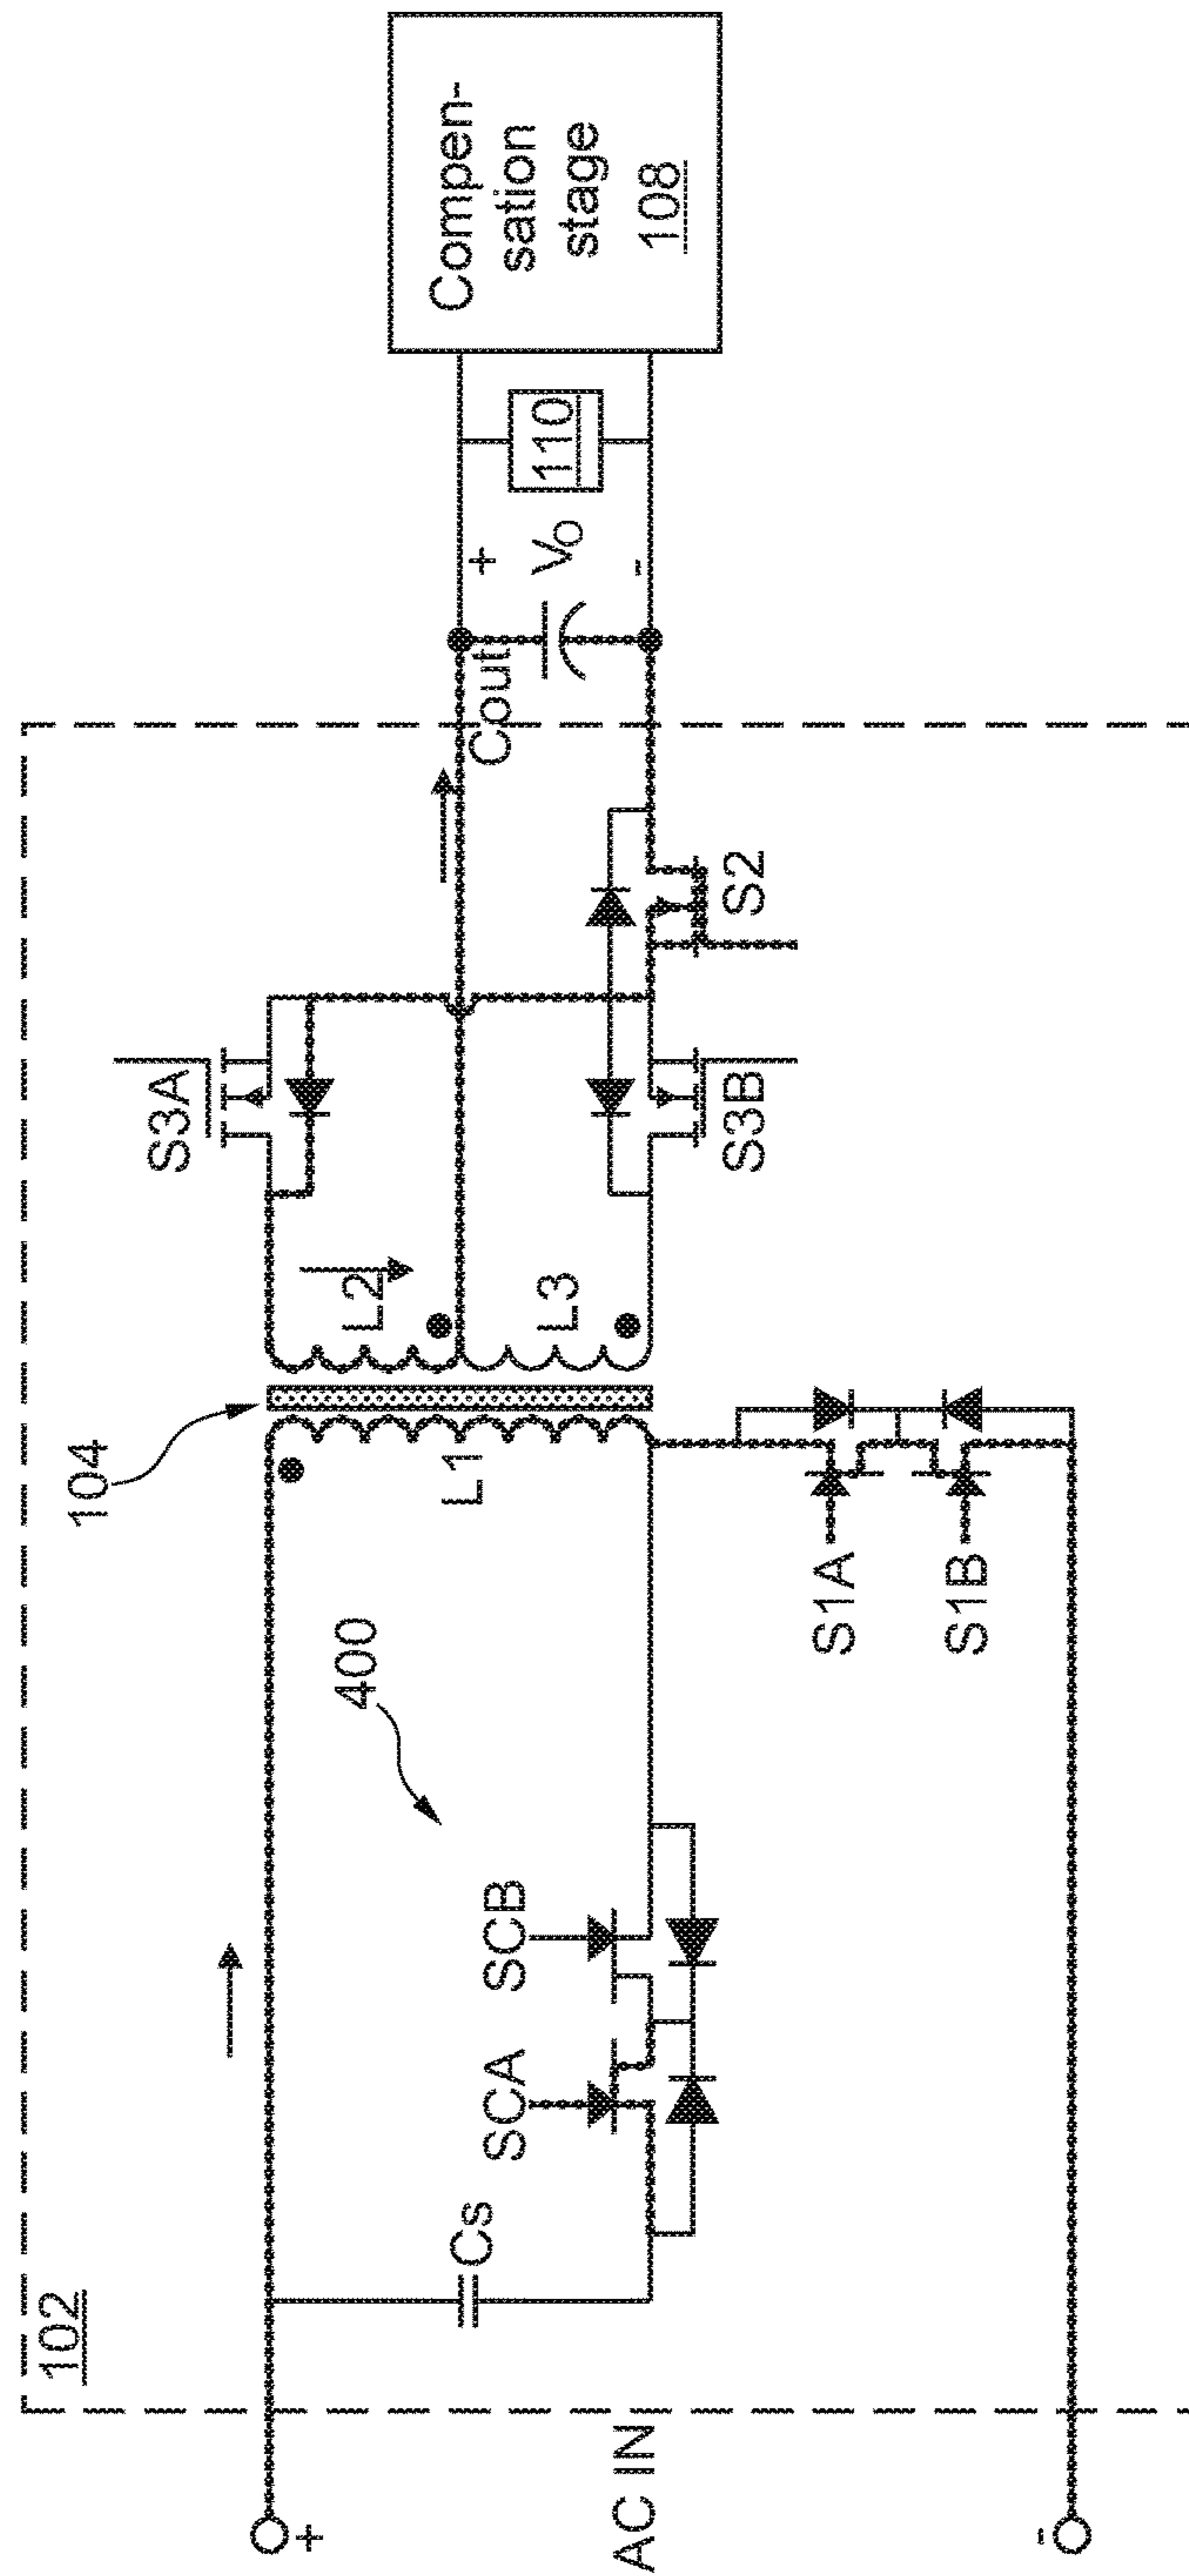 102
104
400
AC IN
+
-
Cs
SCA
SCB
L1
L2
L3
S1A
S1B
S3A
S3B
S2
Cout
+
VO
-
110
Compen-
sation
stage
108